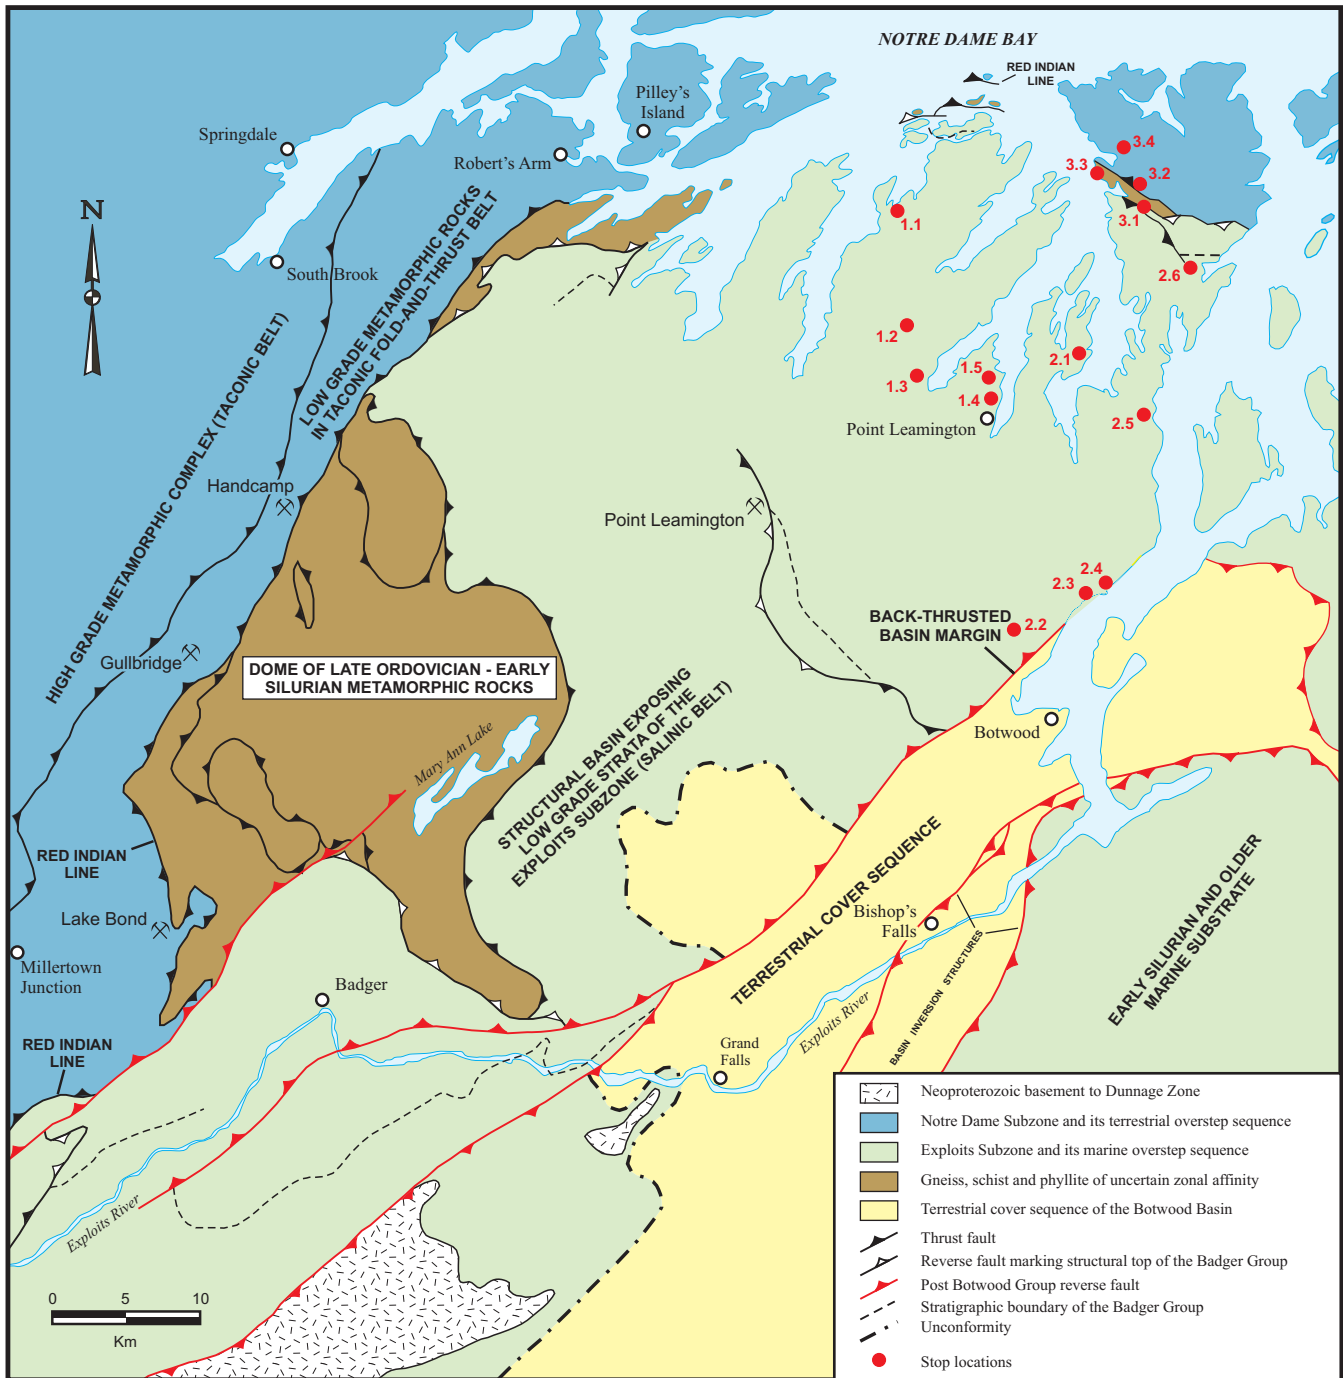 NOTRE DAME BAY
RED INDIAN
LINE
Pilley's
Island
Springdale
Robert's Arm
3.4
3.3
3.2
3.1
1.1
N
South Brook
2.6
LOW GRADE METAMORPHIC ROCKS
IN TACONIC FOLD-AND-THRUST BELT
HIGH GRADE METAMORPHIC COMPLEX (TACONIC BELT)
1.2
2.1
1.3
1.5
1.4
2.5
Point Leamington
Handcamp
Point Leamington
2.4
2.3
2.2
BACK-THRUSTED
BASIN MARGIN
Gullbridge
DOME OF LATE ORDOVICIAN - EARLY
SILURIAN METAMORPHIC ROCKS
STRUCTURAL BASIN EXPOSING
LOW GRADE STRATA OF THE
EXPLOITS SUBZONE (SALINIC BELT)
Mary Ann Lake
Botwood
RED INDIAN
LINE
TERRESTRIAL COVER SEQUENCE
Lake Bond
Bishop's
Falls
EARLY SILURIAN AND OLDER
MARINE SUBSTRATE
BASIN INVERSION STRUCTURES
Millertown
Junction
Badger
Exploits River
RED INDIAN
LINE
Grand
Falls
Exploits River
0 5 10
Km
Neoproterozoic basement to Dunnage Zone
Notre Dame Subzone and its terrestrial overstep sequence
Exploits Subzone and its marine overstep sequence
Gneiss, schist and phyllite of uncertain zonal affinity
Terrestrial cover sequence of the Botwood Basin
Thrust fault
Reverse fault marking structural top of the Badger Group
Post Botwood Group reverse fault
Stratigraphic boundary of the Badger Group
Unconformity
Stop locations